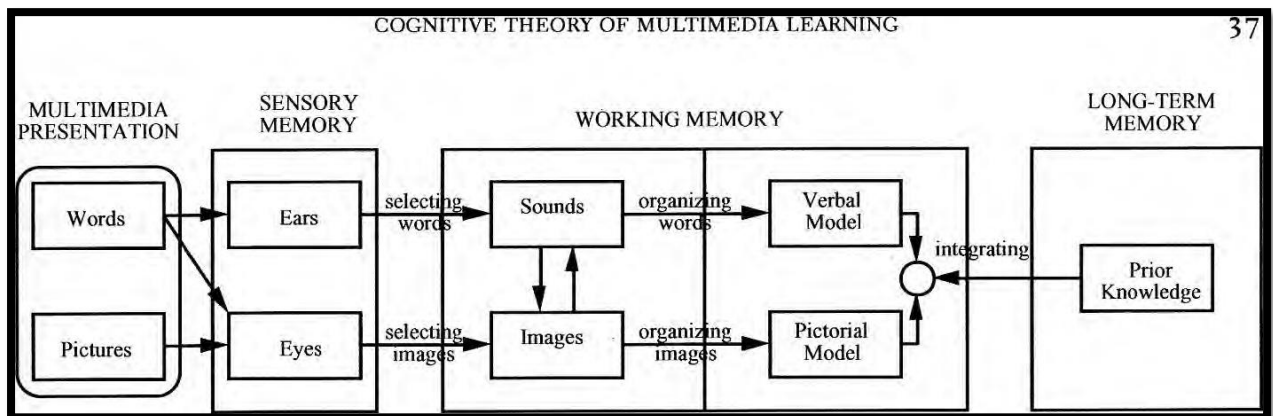 COGNITIVE THEORY OF MULTIMEDIA LEARNING
37
MULTIMEDIA
PRESENTATION
SENSORY
MEMORY
WORKING MEMORY
LONG-TERM
MEMORY
Words
Ears
selecting
words
Sounds
organizing
words
Verbal
Model
integrating
Prior
Knowledge
Pictures
Eyes
selecting
images
Images
organizing
images
Pictorial
Model